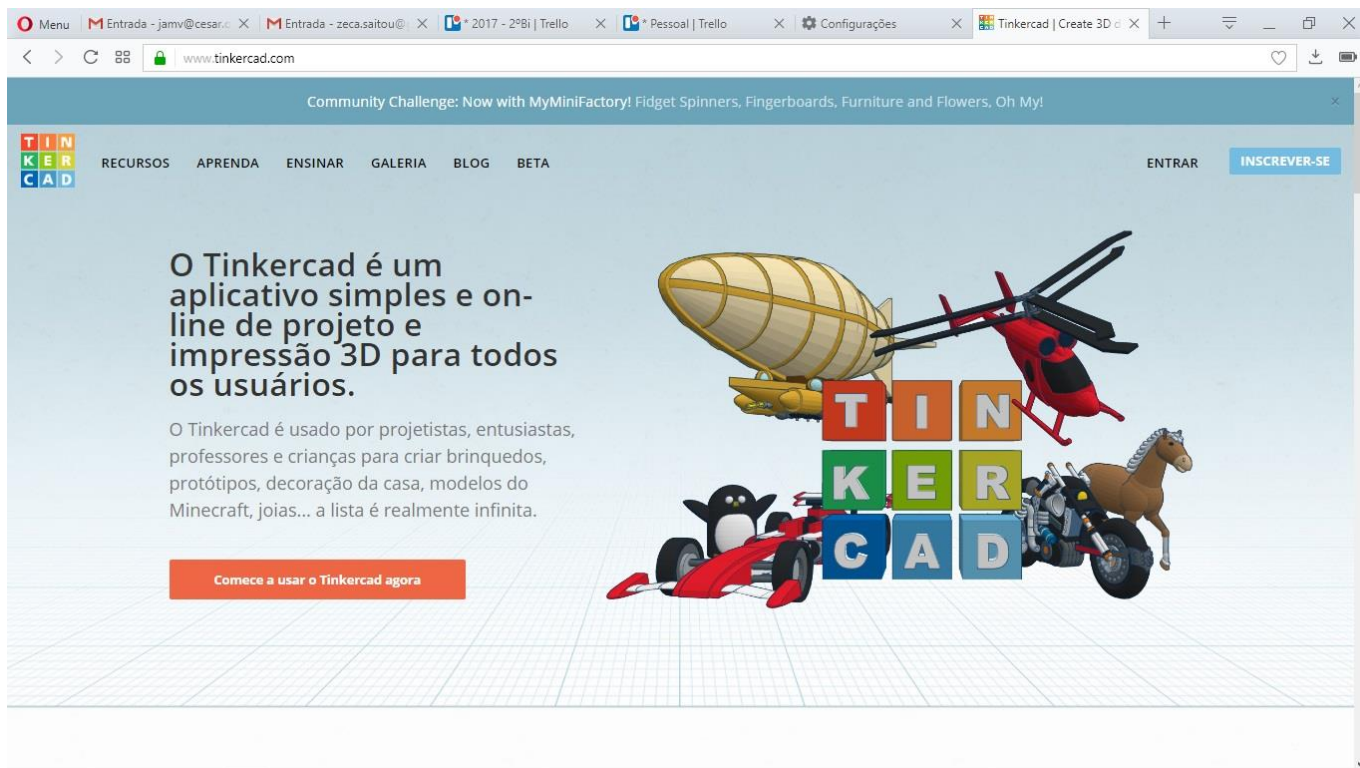 Menu
Entrada - jamv@cesar.c
Entrada - zeca.saitou@
* 2017 - 2ºBi | Trello
* Pessoal | Trello
Configurações
Tinkercad | Create 3D d
www.tinkercad.com
Community Challenge: Now with MyMiniFactory! Fidget Spinners, Fingerboards, Furniture and Flowers, Oh My!
TIN
KER
CAD
RECURSOS APRENDA ENSINAR GALERIA BLOG BETA
ENTRAR
INSCREVER-SE
O Tinkercad é um
aplicativo simples e on-
line de projeto e
impressão 3D para todos
os usuários.
O Tinkercad é usado por projetistas, entusiastas,
professores e crianças para criar brinquedos,
protótipos, decoração da casa, modelos do
Minecraft, joias... a lista é realmente infinita.
Comece a usar o Tinkercad agora
TIN
KER
CAD